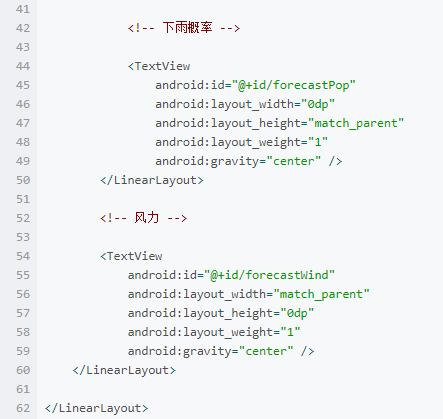 41
42 <!-- 下雨概率 -->
43
44 <TextView
45 android:id="@+id/forecastPop"
46 android:layout_width="0dp"
47 android:layout_height="match_parent"
48 android:layout_weight="1"
49 android:gravity="center" />
50 </LinearLayout>
51
52 <!-- 风力 -->
53
54 <TextView
55 android:id="@+id/forecastWind"
56 android:layout_width="match_parent"
57 android:layout_height="0dp"
58 android:layout_weight="1"
59 android:gravity="center" />
60 </LinearLayout>
61
62 </LinearLayout>